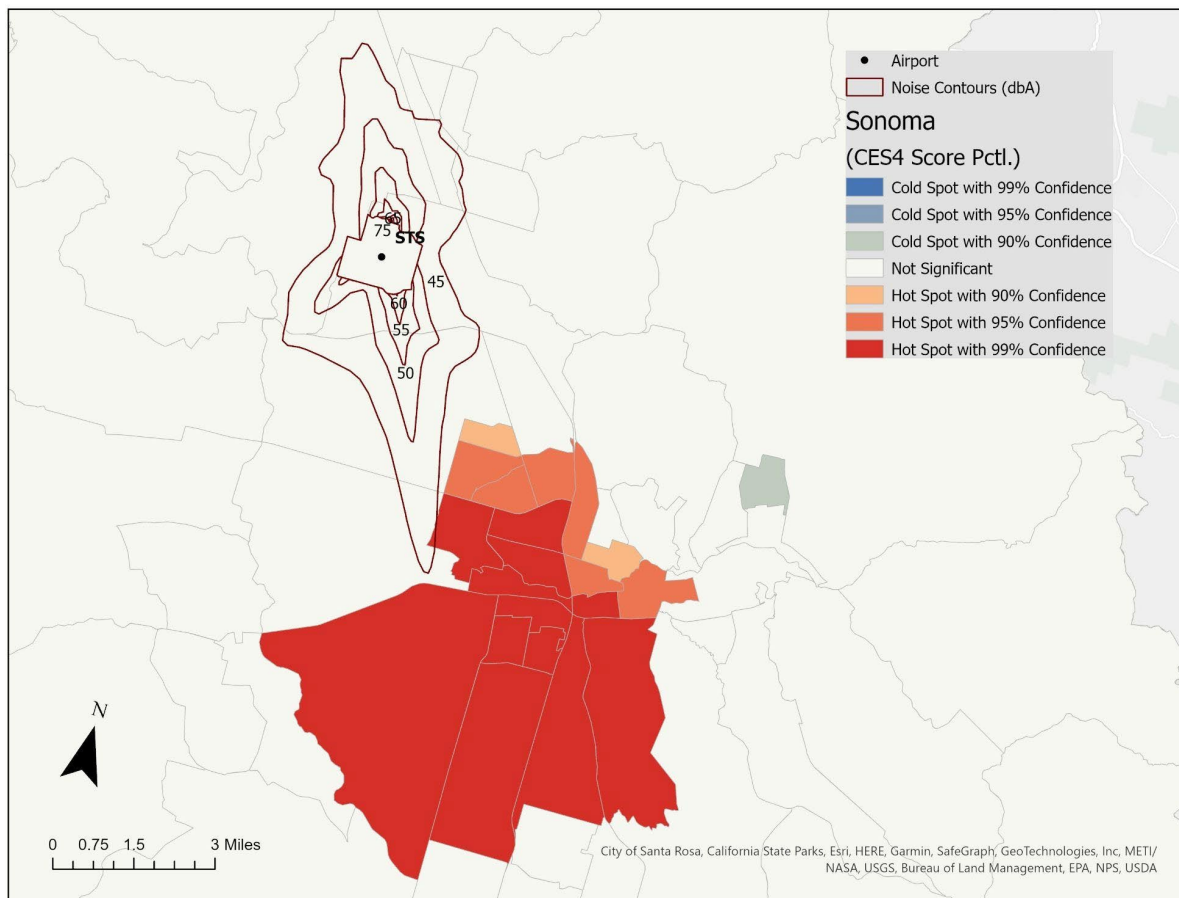 Airport
Noise Contours (dbA)
Sonoma
(CES4 Score Pctl.)
Cold Spot with 99% Confidence
Cold Spot with 95% Confidence
Cold Spot with 90% Confidence
Not Significant
Hot Spot with 90% Confidence
Hot Spot with 95% Confidence
Hot Spot with 99% Confidence
65
75
STS
45
60
55
50
N
0 0.75 1.5 3 Miles
City of Santa Rosa, California State Parks, Esri, HERE, Garmin, SafeGraph, GeoTechnologies, Inc, METI/
NASA, USGS, Bureau of Land Management, EPA, NPS, USDA